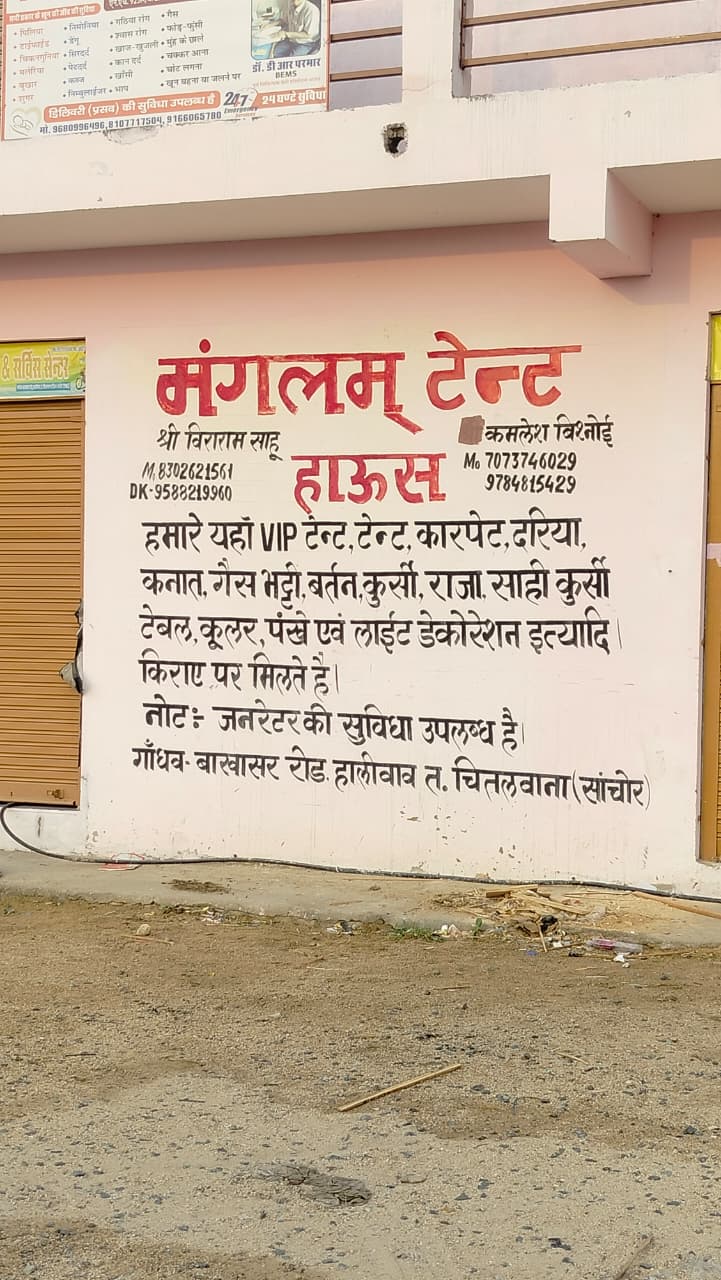 सभी प्रकार के खून की जाँच की सुविधा
• पिलिया • निमोनिया • गठिया रोग • गैस
• टाईफाईड • डेंगू • श्वास रोग • फोड़-फुंसी
• चिकनगुनिया • सिरदर्द • खाज-खुजली • मुंह के छाले
• मलेरिया • पेटदर्द • कान दर्द • चक्कर आना
• बुखार • कब्ज • खाँसी • चोट लगना
• शुगर • निम्बुलाईजर • भाप • खून बहना या जलने पर
डॉ. डी आर परमार
BEMS
डिलिवरी (प्रसव) की सुविधा उपलब्ध है
24×7 Emergency
२४ घण्टे सुविधा
मो. 9680996496, 8107717504, 9166065780
& सर्विस सेन्टर
मंगलम् टेन्ट
हाऊस
श्री विराराम साहू
M. 8302621561
DK-9588219960
कमलेश विश्नोई
Mo 7073746029
9784815429
हमारे यहाँ VIP टेन्ट, टेन्ट, कारपेट, दरिया,
कनात, गैस भट्टी, बर्तन, कुर्सी, राजा, साही कुर्सी
टेबल, कूलर, पंखे एवं लाईट डेकोरेशन इत्यादि।
किराए पर मिलते है।
नोट:- जनरेटर की सुविधा उपलब्ध है।
गाँधव- बाखासर रोड. हालीवाव त. चितलवाना (सांचोर)